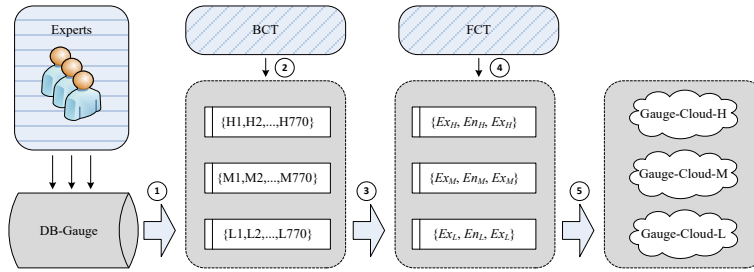 Experts
BCT
FCT
2
4
{H1,H2,...,H770}
{M1,M2,...,M770}
{L1,L2,...,L770}
{Ex_H, En_H, Ex_H}
{Ex_M, En_M, Ex_M}
{Ex_L, En_L, Ex_L}
Gauge-Cloud-H
Gauge-Cloud-M
Gauge-Cloud-L
1
3
5
DB-Gauge